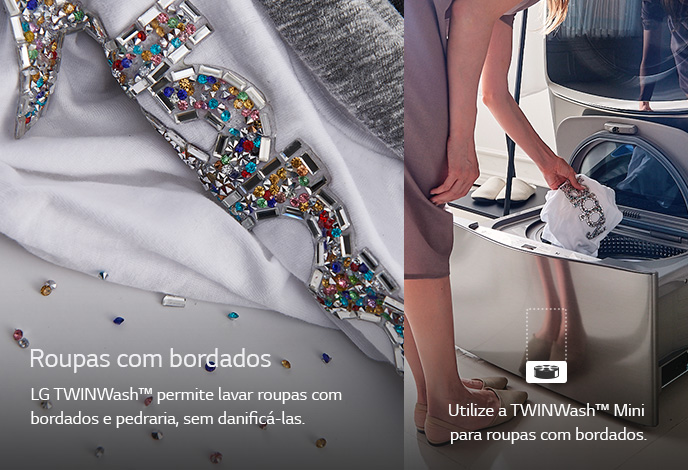 Roupas com bordados
LG TWINWash™ permite lavar roupas com
bordados e pedraria, sem danificá-las.
Utilize a TWINWash™ Mini
para roupas com bordados.